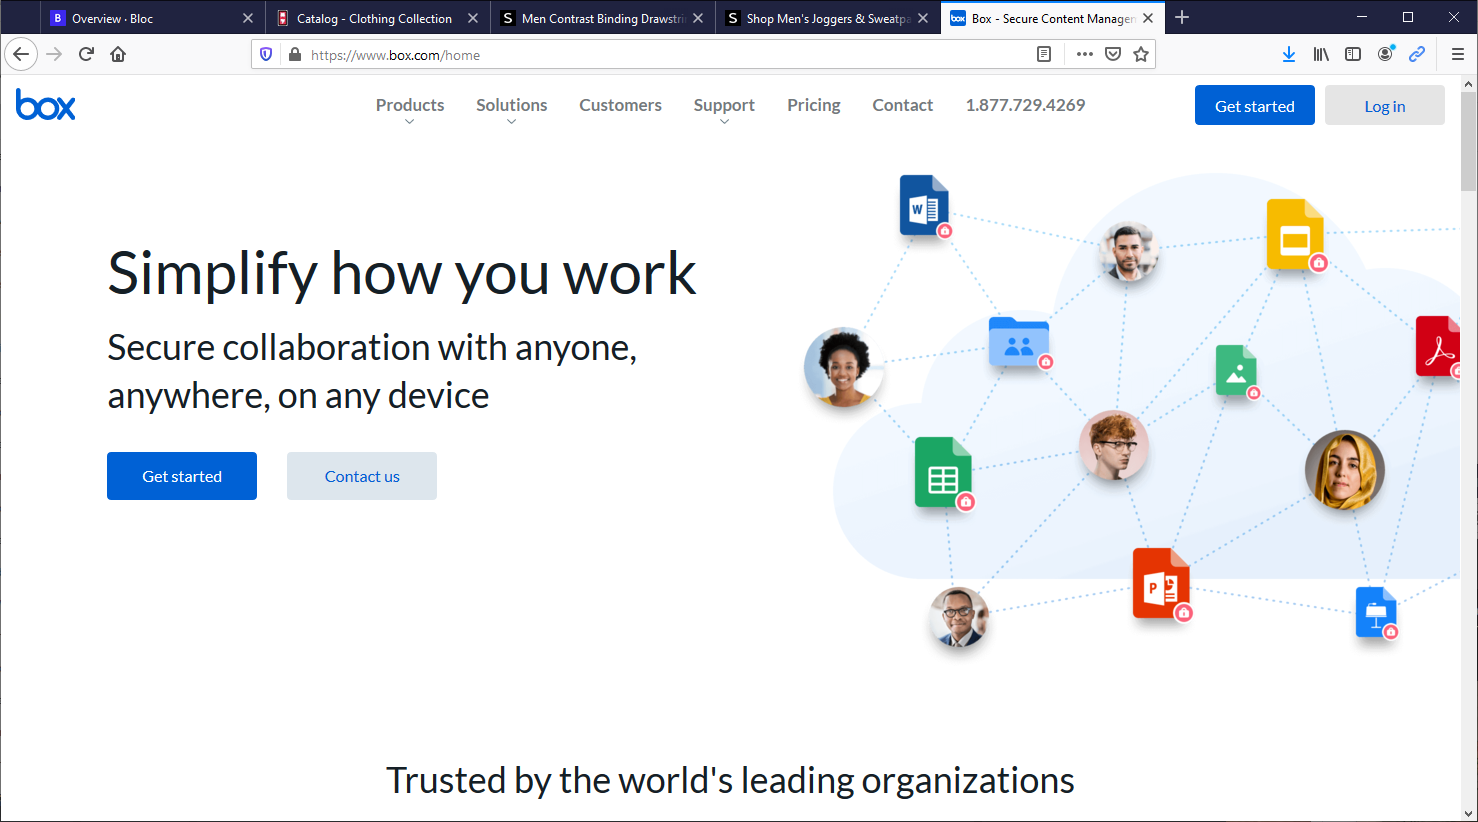 Overview · Bloc
Catalog - Clothing Collection
Men Contrast Binding Drawstri
Shop Men's Joggers & Sweatpa
Box - Secure Content Managem
https://www.box.com/home
box
Products
Solutions
Customers
Support
Pricing
Contact
1.877.729.4269
Get started
Log in
Simplify how you work
Secure collaboration with anyone,
anywhere, on any device
Get started
Contact us
Trusted by the world's leading organizations